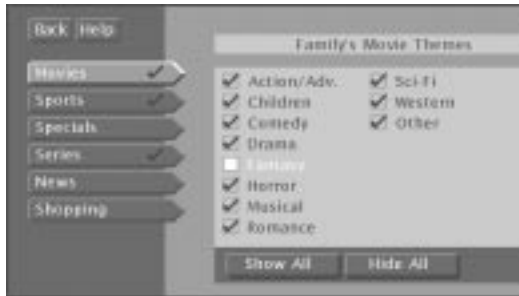 Back Help
Family's Movie Themes
Movies
Sports
Specials
Series
News
Shopping
Action/Adv.
Children
Comedy
Drama
Fantasy
Horror
Musical
Romance
Sci-Fi
Western
Other
Show All Hide All